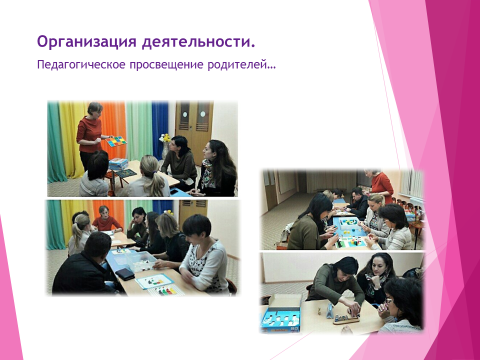 Организация деятельности.
Педагогическое просвещение родителей…